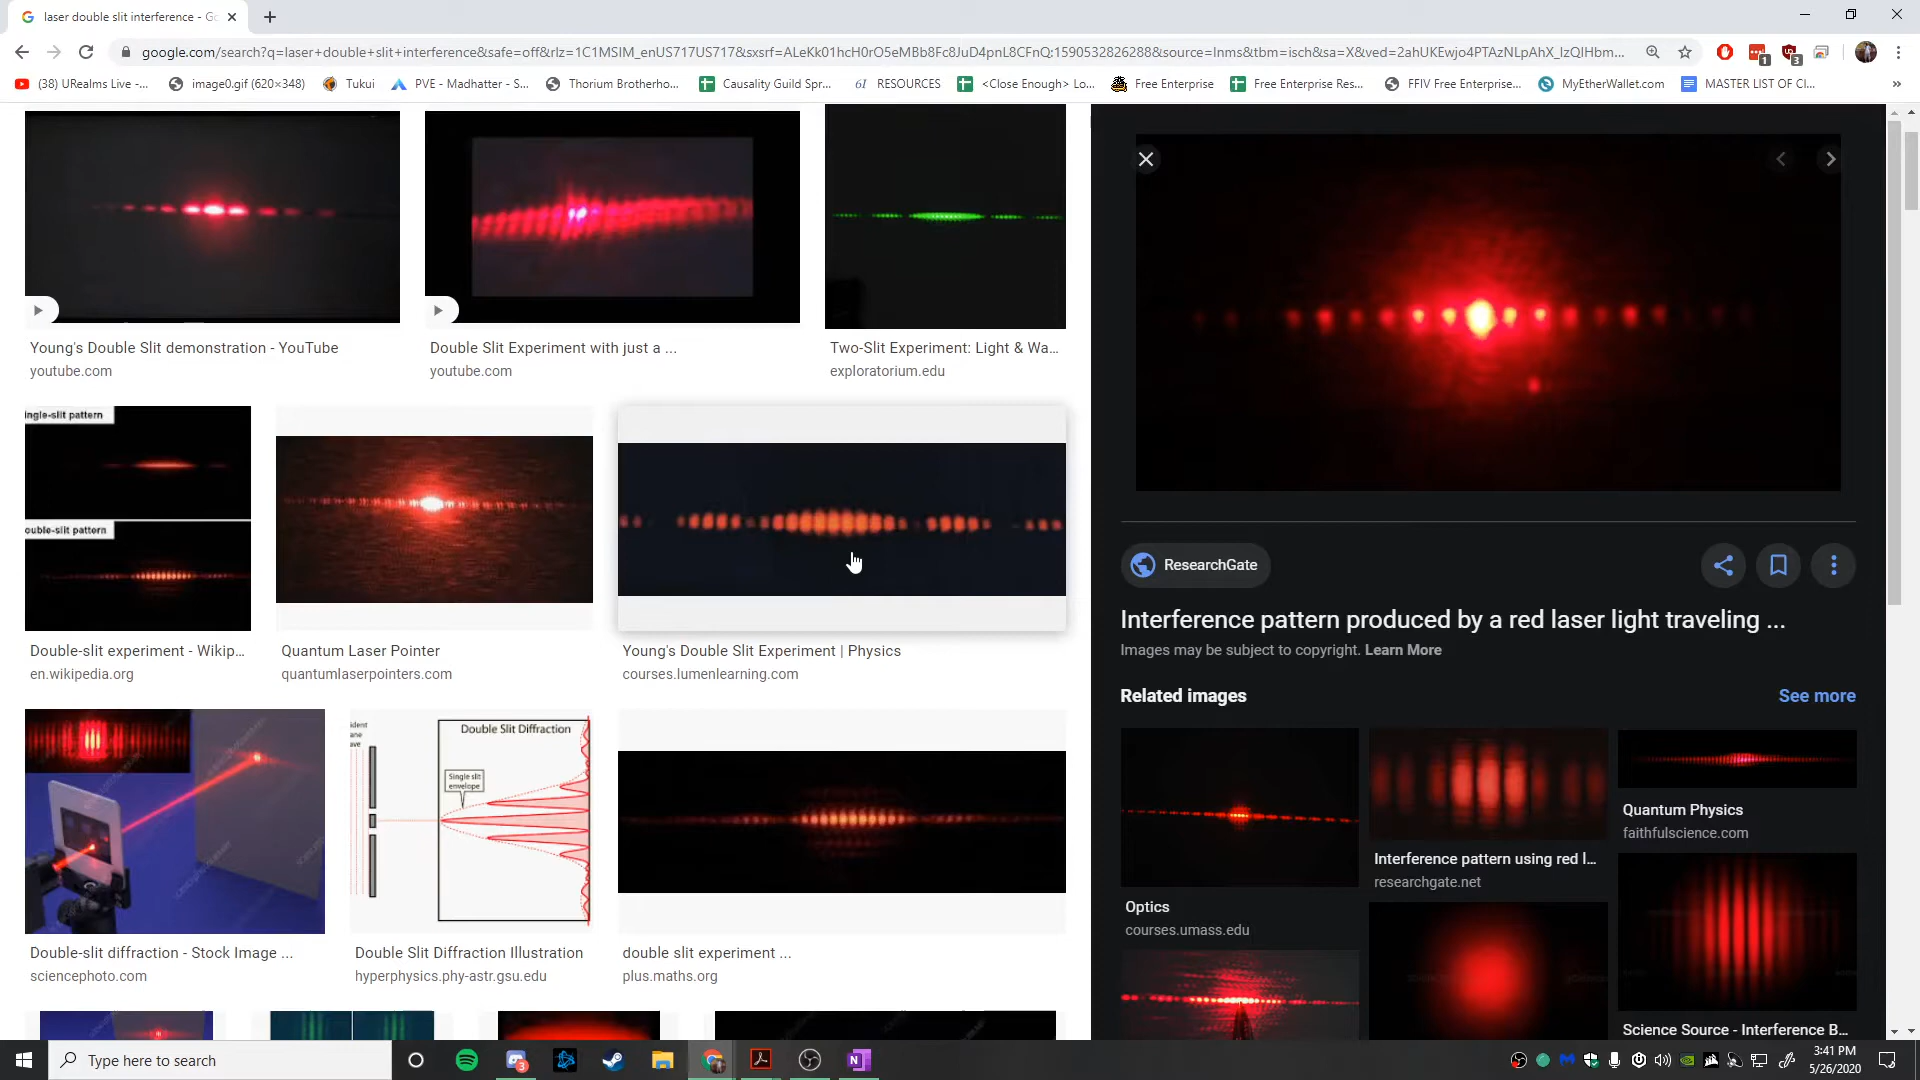 laser double slit interference - Go
google.com/search?q=laser+double+slit+interference&safe=off&rlz=1C1MSIM_enUS717US717&sxsrf=ALeKk01hcH0rO5eMBb8Fc8JuD4pnL8CFnQ:1590532826288&source=lnms&tbm=isch&sa=X&ved=2ahUKEwjo4PTAzNLpAhX_IzQIHbm...
1
3
(38) URealms Live -...
image0.gif (620×348)
Tukui
PVE - Madhatter - S...
Thorium Brotherho...
Causality Guild Spr...
RESOURCES
<Close Enough> Lo...
Free Enterprise
Free Enterprise Res...
FFIV Free Enterprise...
MyEtherWallet.com
MASTER LIST OF CI...
Young's Double Slit demonstration - YouTube
youtube.com
Double Slit Experiment with just a ...
youtube.com
Two-Slit Experiment: Light & Wa...
exploratorium.edu
ngle-slit pattern
ouble-slit pattern
Double-slit experiment - Wikip...
en.wikipedia.org
Quantum Laser Pointer
quantumlaserpointers.com
Young's Double Slit Experiment | Physics
courses.lumenlearning.com
Double-slit diffraction - Stock Image ...
sciencephoto.com
ident
ane
ave
Double Slit Diffraction
Single slit
envelope
Double Slit Diffraction Illustration
hyperphysics.phy-astr.gsu.edu
double slit experiment ...
plus.maths.org
ResearchGate
Interference pattern produced by a red laser light traveling ...
Images may be subject to copyright. Learn More
Related images
See more
Optics
courses.umass.edu
Interference pattern using red l...
researchgate.net
Quantum Physics
faithfulscience.com
Science Source - Interference B...
Type here to search
3
3:41 PM
5/26/2020